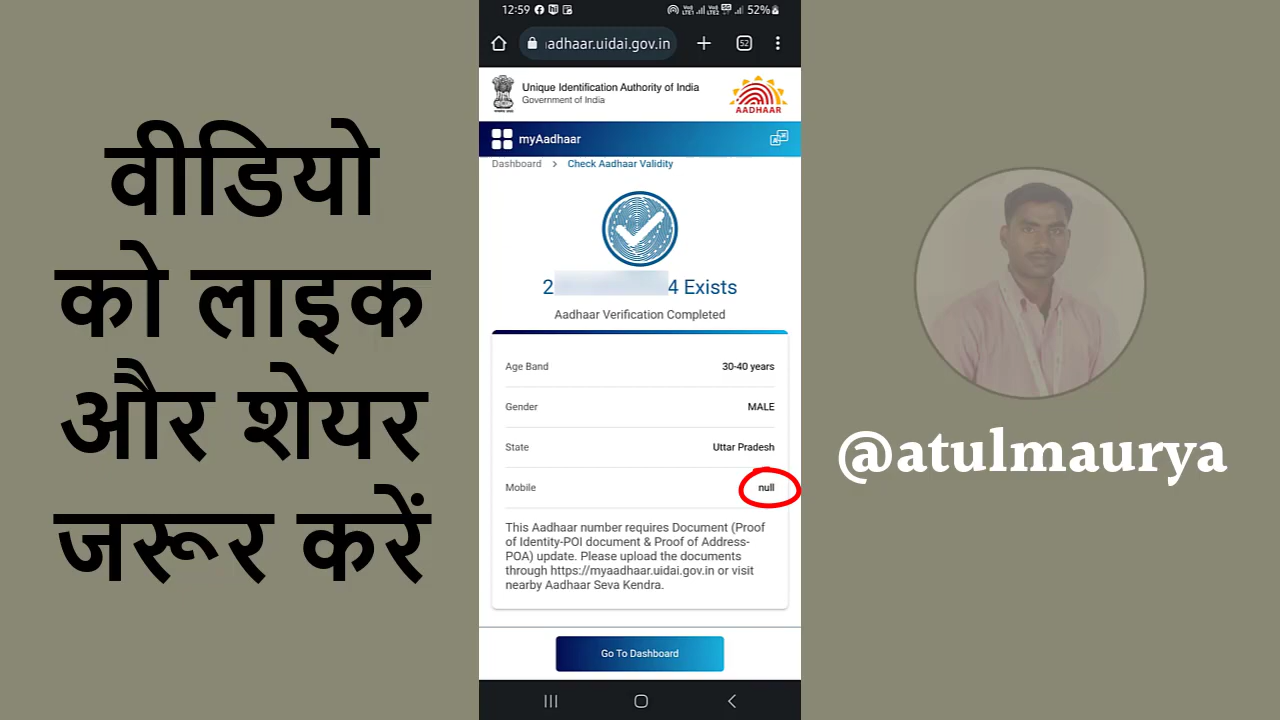 वीडियो
को लाइक
और शेयर
जरूर करें
12:59
52%
adhaar.uidai.gov.in
52
Unique Identification Authority of India
Government of India
AADHAAR
myAadhaar
Dashboard > Check Aadhaar Validity
2 4 Exists
Aadhaar Verification Completed
Age Band 30-40 years
Gender MALE
State Uttar Pradesh
Mobile null
This Aadhaar number requires Document (Proof
of Identity-POI document & Proof of Address-
POA) update. Please upload the documents
through https://myaadhaar.uidai.gov.in or visit
nearby Aadhaar Seva Kendra.
Go To Dashboard
@atulmaurya